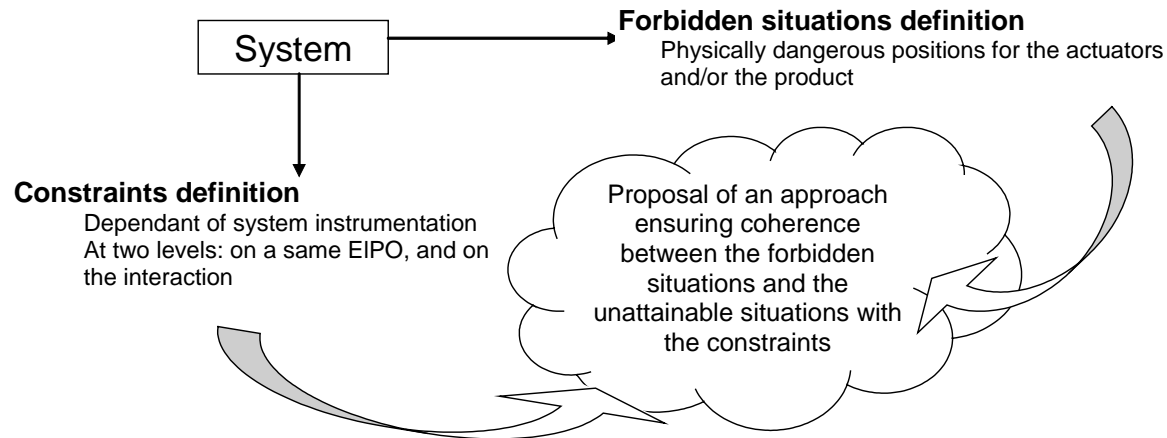 System
Forbidden situations definition
Physically dangerous positions for the actuators
and/or the product
Constraints definition
Dependant of system instrumentation
At two levels: on a same EIPO, and on
the interaction
Proposal of an approach
ensuring coherence
between the forbidden
situations and the
unattainable situations with
the constraints